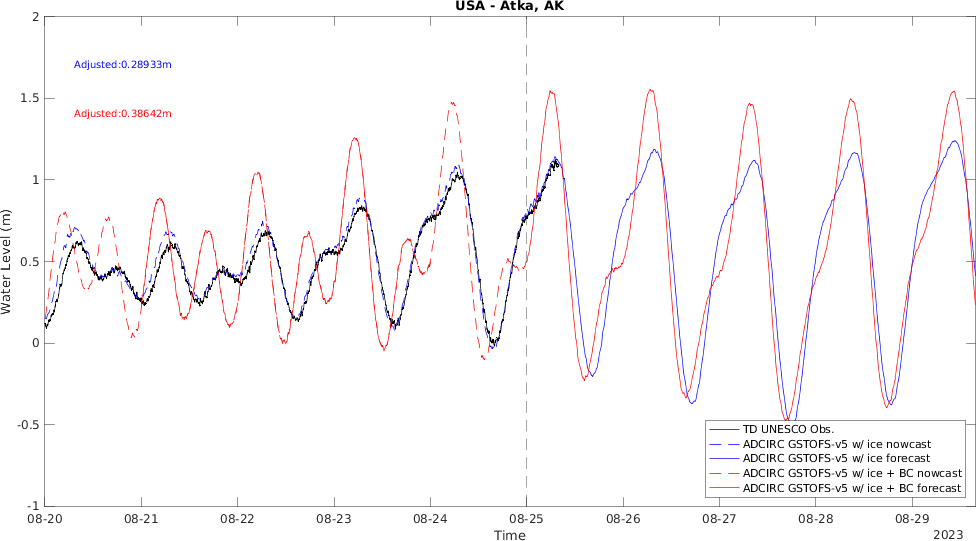 USA - Atka, AK
2
Adjusted:0.28933m
1.5
Adjusted:0.38642m
1
0.5
0
-0.5
-1
Water Level (m)
TD UNESCO Obs.
ADCIRC GSTOFS-v5 w/ ice nowcast
ADCIRC GSTOFS-v5 w/ ice forecast
ADCIRC GSTOFS-v5 w/ ice + BC nowcast
ADCIRC GSTOFS-v5 w/ ice + BC forecast
08-20 08-21 08-22 08-23 08-24 08-25 08-26 08-27 08-28 08-29
Time
2023